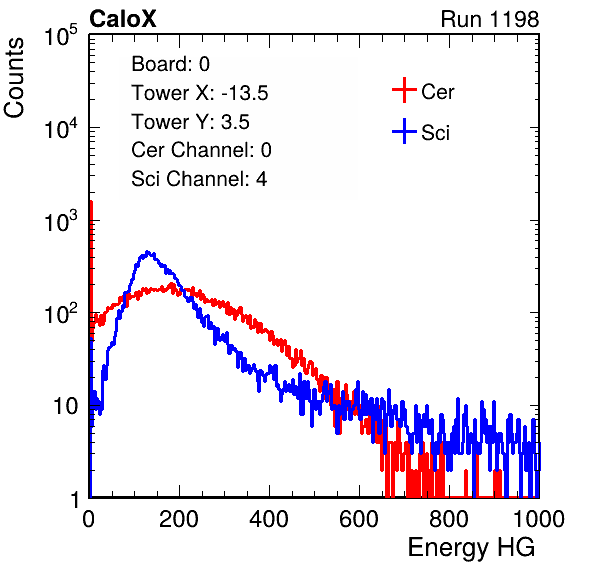 CaloX Run 1198
Counts
10^5
10^4
10^3
10^2
10
1
Board: 0
Tower X: -13.5
Tower Y: 3.5
Cer Channel: 0
Sci Channel: 4
Cer
Sci
0 200 400 600 800 1000
Energy HG